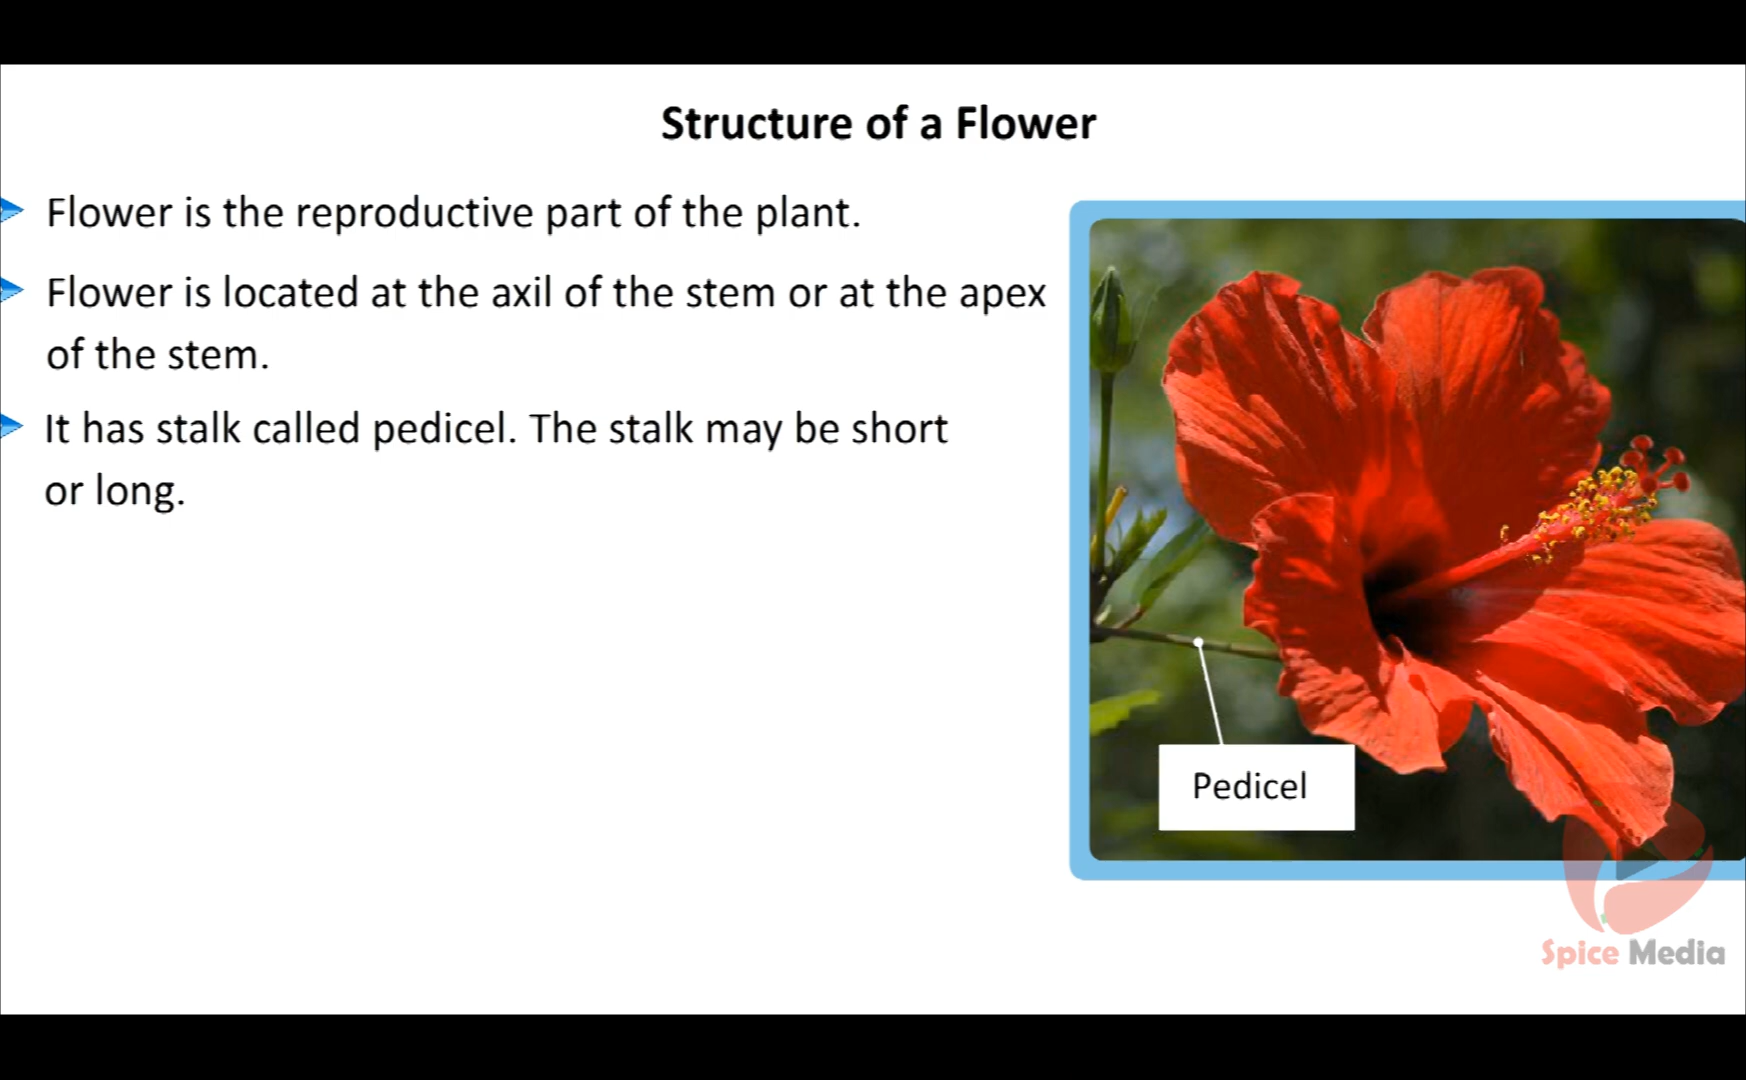 Structure of a Flower
Flower is the reproductive part of the plant.
Flower is located at the axil of the stem or at the apex
of the stem.
It has stalk called pedicel. The stalk may be short
or long.
Pedicel
Spice Media